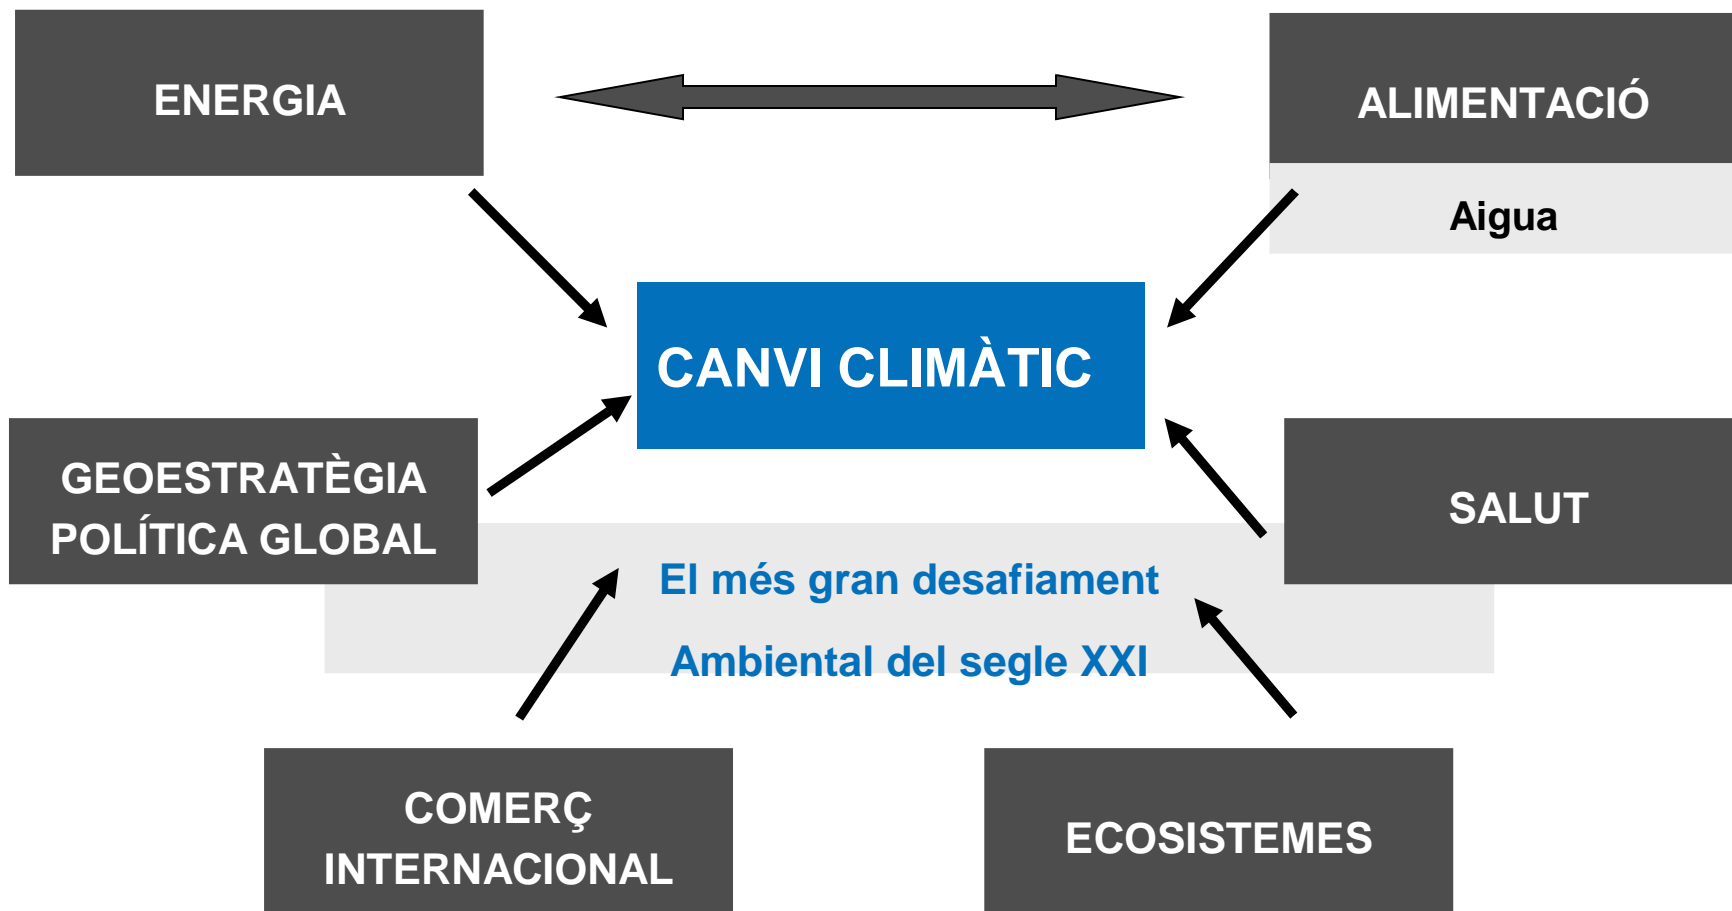 ENERGIA
ALIMENTACIÓ
Aigua
CANVI CLIMÀTIC
GEOESTRATÈGIA
POLÍTICA GLOBAL
SALUT
El més gran desafiament
Ambiental del segle XXI
COMERÇ
INTERNACIONAL
ECOSISTEMES